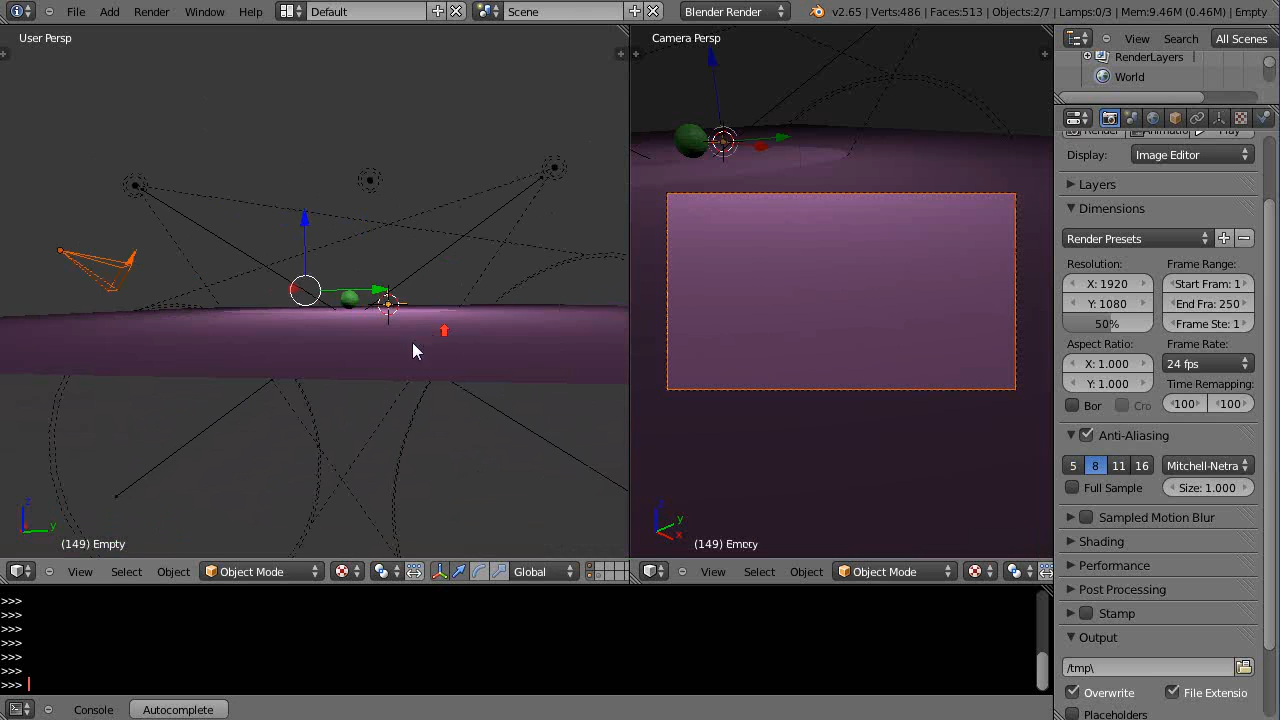 File Add Render Window Help Default Scene Blender Render v2.65 | Verts:486 | Faces:513 | Objects:2/7 | Lamps:0/3 | Mem:9.46M (0.46M) | Empty
User Persp
Camera Persp
View Search All Scenes
RenderLayers
World
Display: Image Editor
Layers
Dimensions
Render Presets
Resolution: Frame Range:
X: 1920 Start Fram: 1
Y: 1080 End Fra: 250
50% Frame Ste: 1
Aspect Ratio: Frame Rate:
X: 1.000 24 fps
Y: 1.000 Time Remapping:
Bor Cro 100 100
Anti-Aliasing
5 8 11 16 Mitchell-Netra
Full Sample Size: 1.000
Sampled Motion Blur
Shading
Performance
Post Processing
Stamp
Output
/tmp\
Overwrite File Extensio
Placeholders
z
y
z
y
x
(149) Empty
(149) Empty
View Select Object Object Mode Global
View Select Object Object Mode
>>>
>>>
>>>
>>>
>>>
>>>
>>>
Console Autocomplete